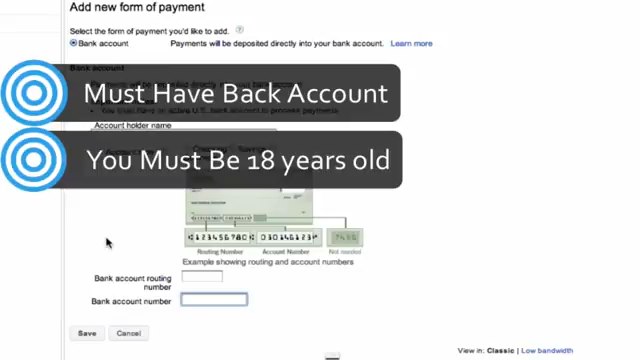 Add new form of payment
Select the form of payment you'd like to add.
Bank account Payments will be deposited directly into your bank account. Learn more
Must Have Back Account
Account holder name
You Must Be 18 years old
Routing Number Account Number Not needed
Example showing routing and account numbers
Bank account routing
number
Bank account number
Save Cancel
View in: Classic | Low bandwidth